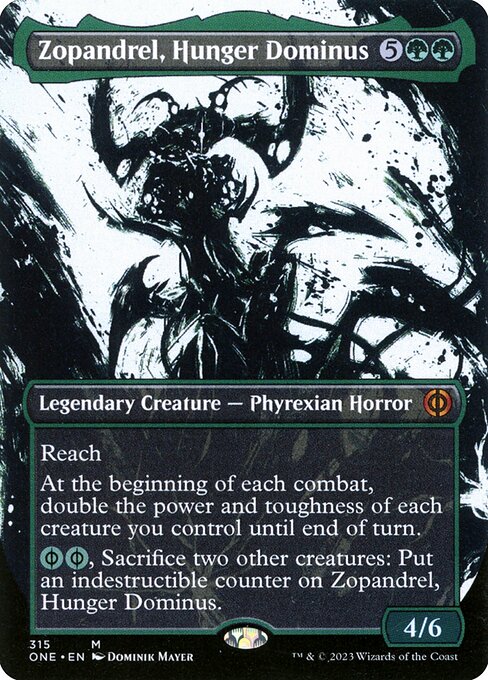 Zopandrel, Hunger Dominus 5
Legendary Creature — Phyrexian Horror
Reach
At the beginning of each combat,
double the power and toughness of each
creature you control until end of turn.
, Sacrifice two other creatures: Put
an indestructible counter on Zopandrel,
Hunger Dominus.
4/6
315 M
ONE • EN Dominik Mayer
™ & © 2023 Wizards of the Coast